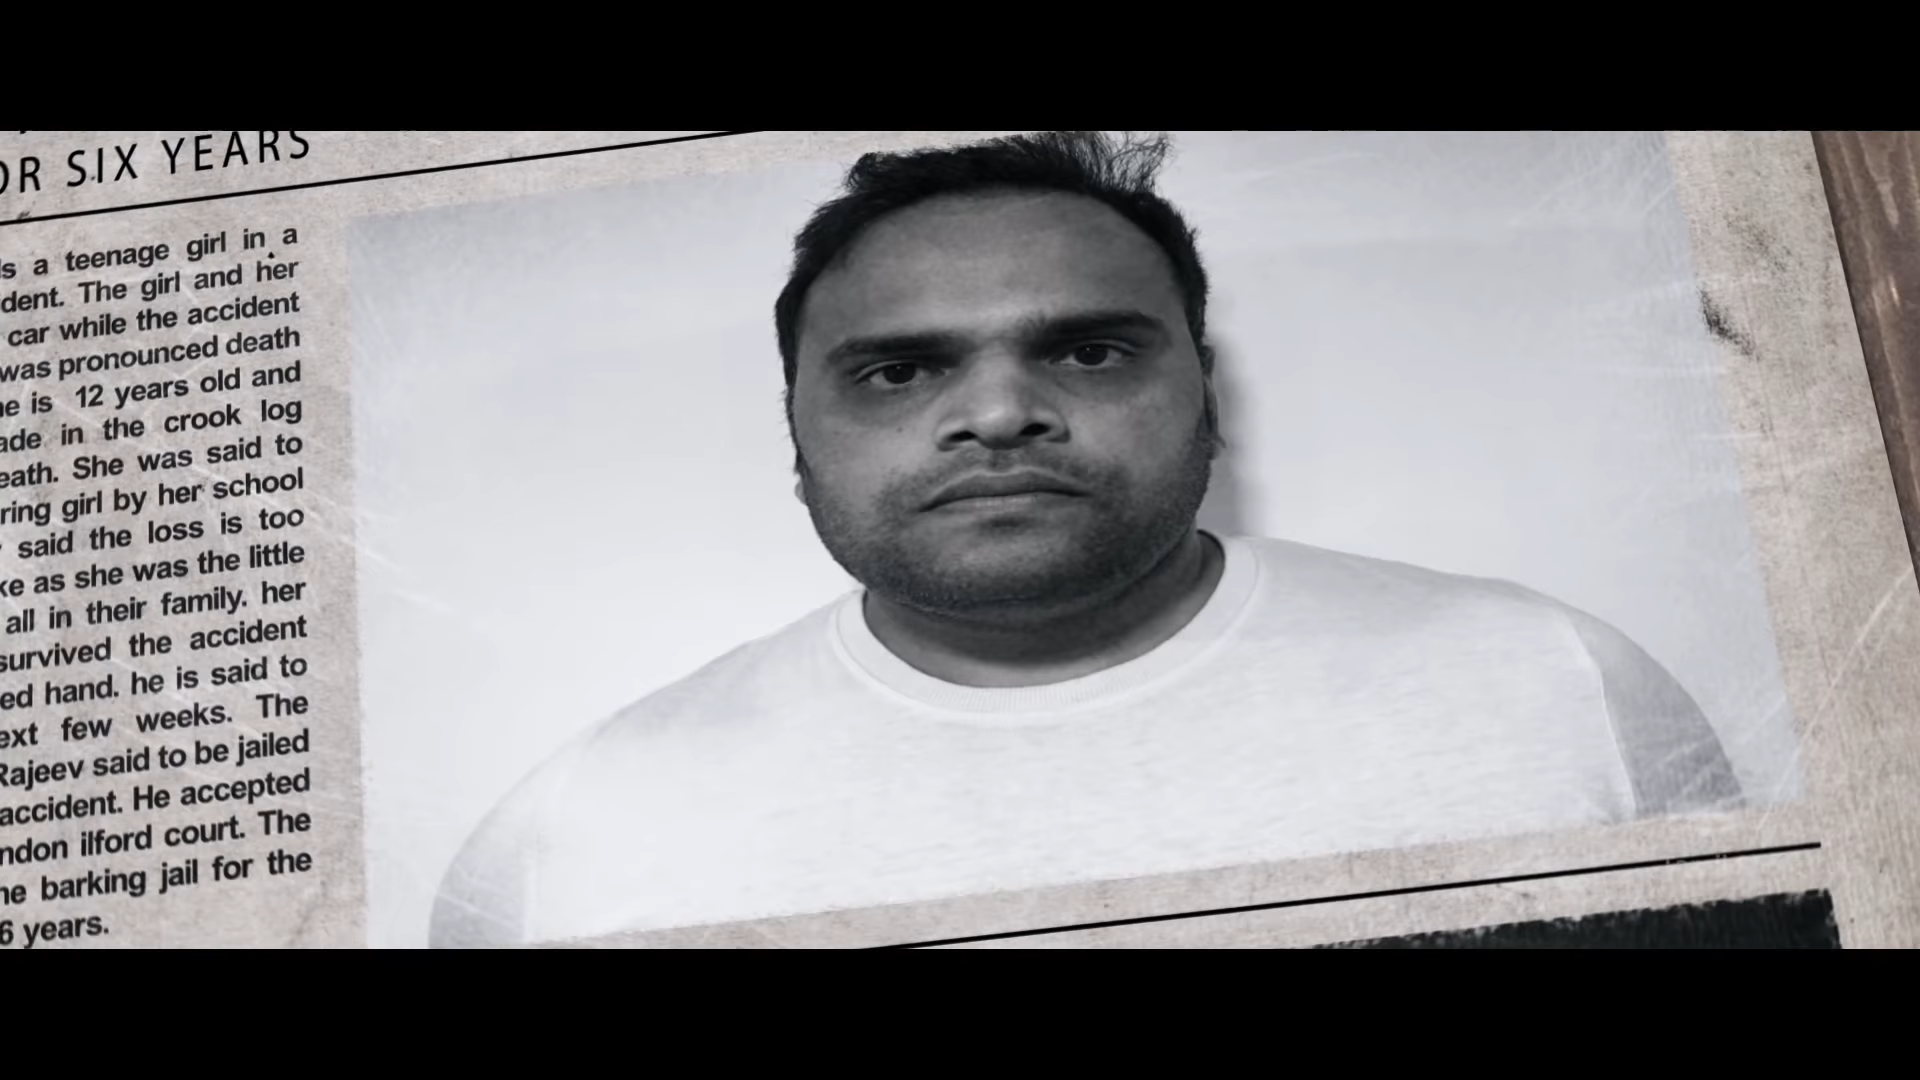 OR SIX YEARS
a teenage girl in a
dent. The girl and her
car while the accident
was pronounced death
is 12 years old and
ade in the crook log
eath. She was said to
ring girl by her school
said the loss is too
ke as she was the little
all in their family. her
survived the accident
ed hand. he is said to
ext few weeks. The
Rajeev said to be jailed
accident. He accepted
ndon ilford court. The
he barking jail for the
6 years.